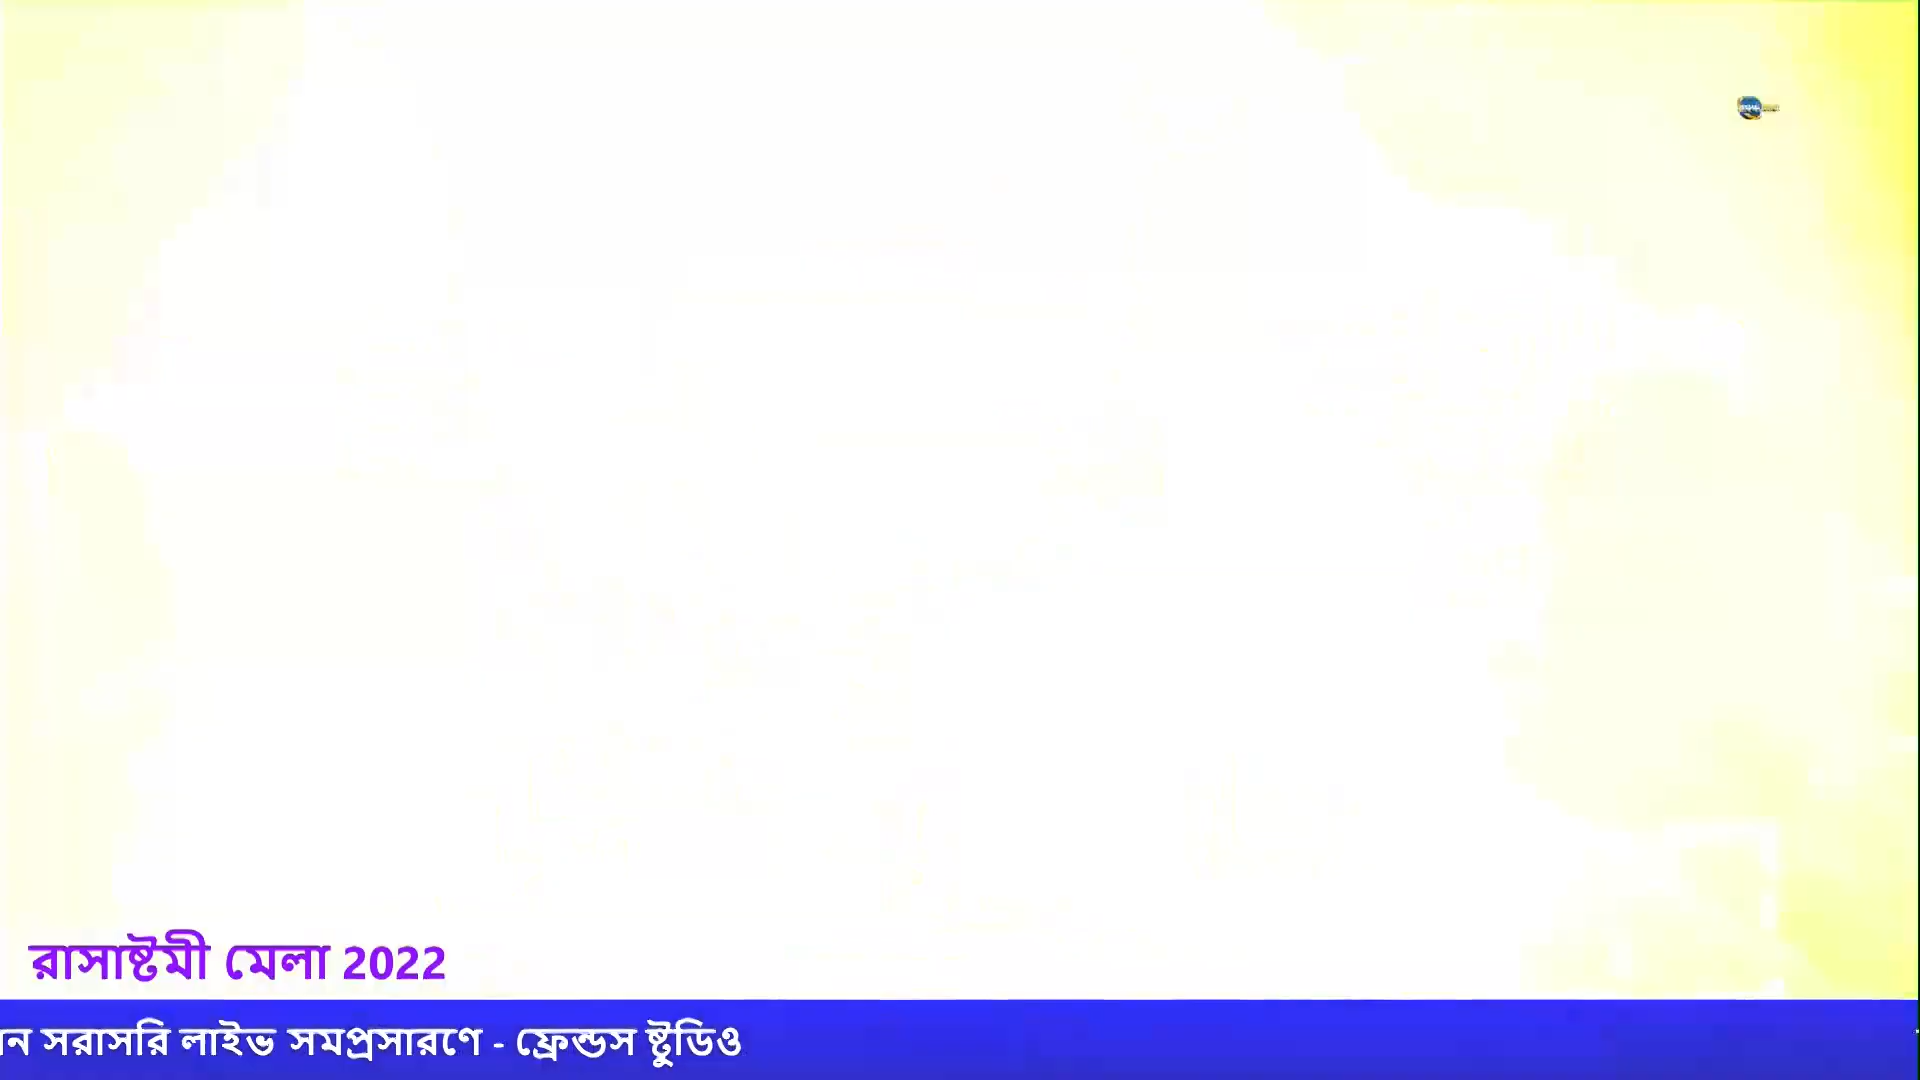 রাসাষ্টমী মেলা 2022
ন সরাসরি লাইভ সমপ্রসারণে - ফ্রেন্ডস ষ্টুডিও